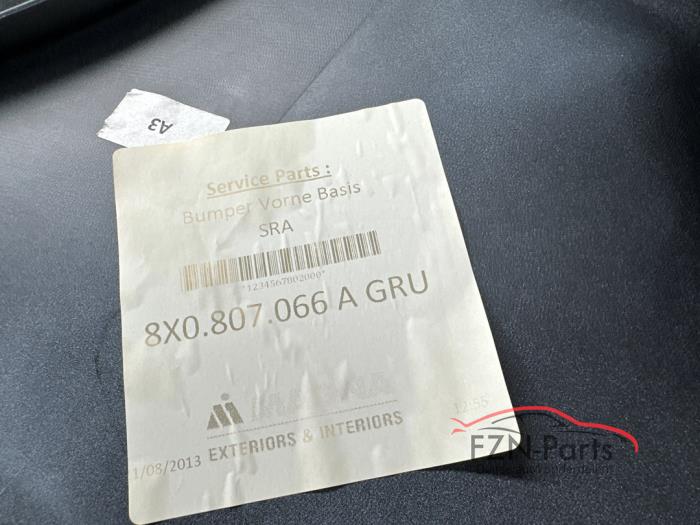 A3
Service Parts :
Bumper Vorne Basis
SRA
*1234567802000*
8X0.807.066 A GRU
EXTERIORS & INTERIORS
1/08/2013
12:55
FZN-Parts